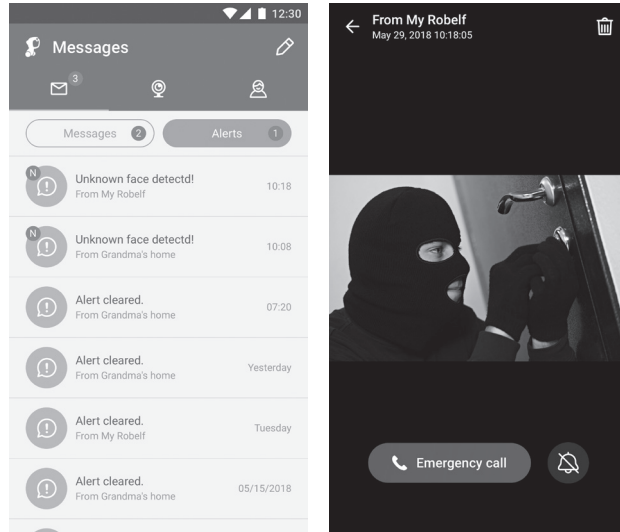 12:30
Messages
3
Messages 2
Alerts 1
N
Unknown face detectd!
From My Robelf
10:18
N
Unknown face detectd!
From Grandma's home
10:08
Alert cleared.
From Grandma's home
07:20
Alert cleared.
From Grandma's home
Yesterday
Alert cleared.
From My Robelf
Tuesday
Alert cleared.
From Grandma's home
05/15/2018
From My Robelf
May 29, 2018 10:18:05
Emergency call